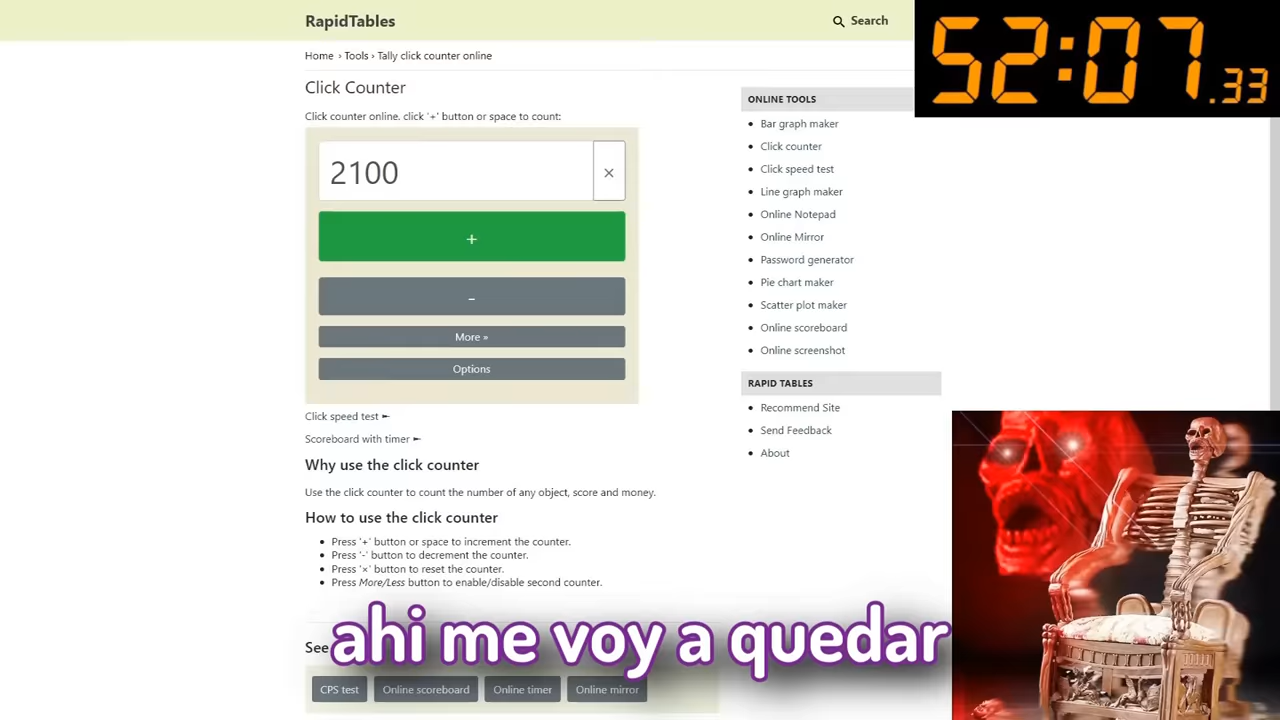 RapidTables
Search
52:07.33
Home › Tools › Tally click counter online
Click Counter
Click counter online. click '+' button or space to count:
2100
×
+
-
More »
Options
Click speed test ►
Scoreboard with timer ►
Why use the click counter
Use the click counter to count the number of any object, score and money.
How to use the click counter
Press '+' button or space to increment the counter.
Press '-' button to decrement the counter.
Press '×' button to reset the counter.
Press More/Less button to enable/disable second counter.
See
CPS test
Online scoreboard
Online timer
Online mirror
ONLINE TOOLS
Bar graph maker
Click counter
Click speed test
Line graph maker
Online Notepad
Online Mirror
Password generator
Pie chart maker
Scatter plot maker
Online scoreboard
Online screenshot
RAPID TABLES
Recommend Site
Send Feedback
About
ahi me voy a quedar